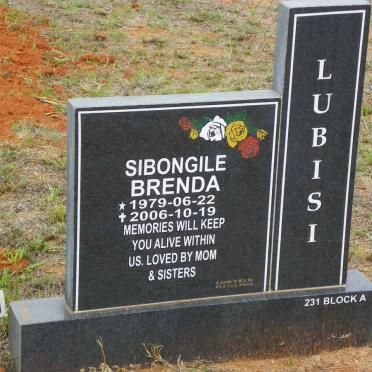 SIBONGILE
BRENDA
★ 1979-06-22
✝ 2006-10-19
MEMORIES WILL KEEP
YOU ALIVE WITHIN
US. LOVED BY MOM
& SISTERS
LUBISI
231 BLOCK A